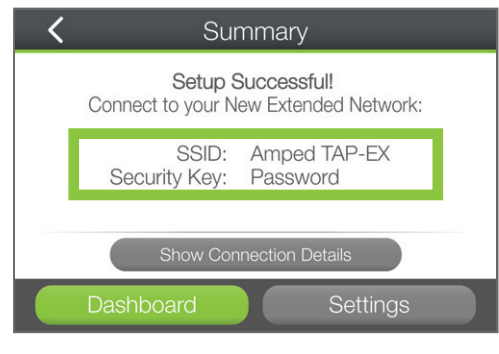 Summary
Setup Successful!
Connect to your New Extended Network:
SSID: Amped TAP-EX
Security Key: Password
Show Connection Details
Dashboard Settings